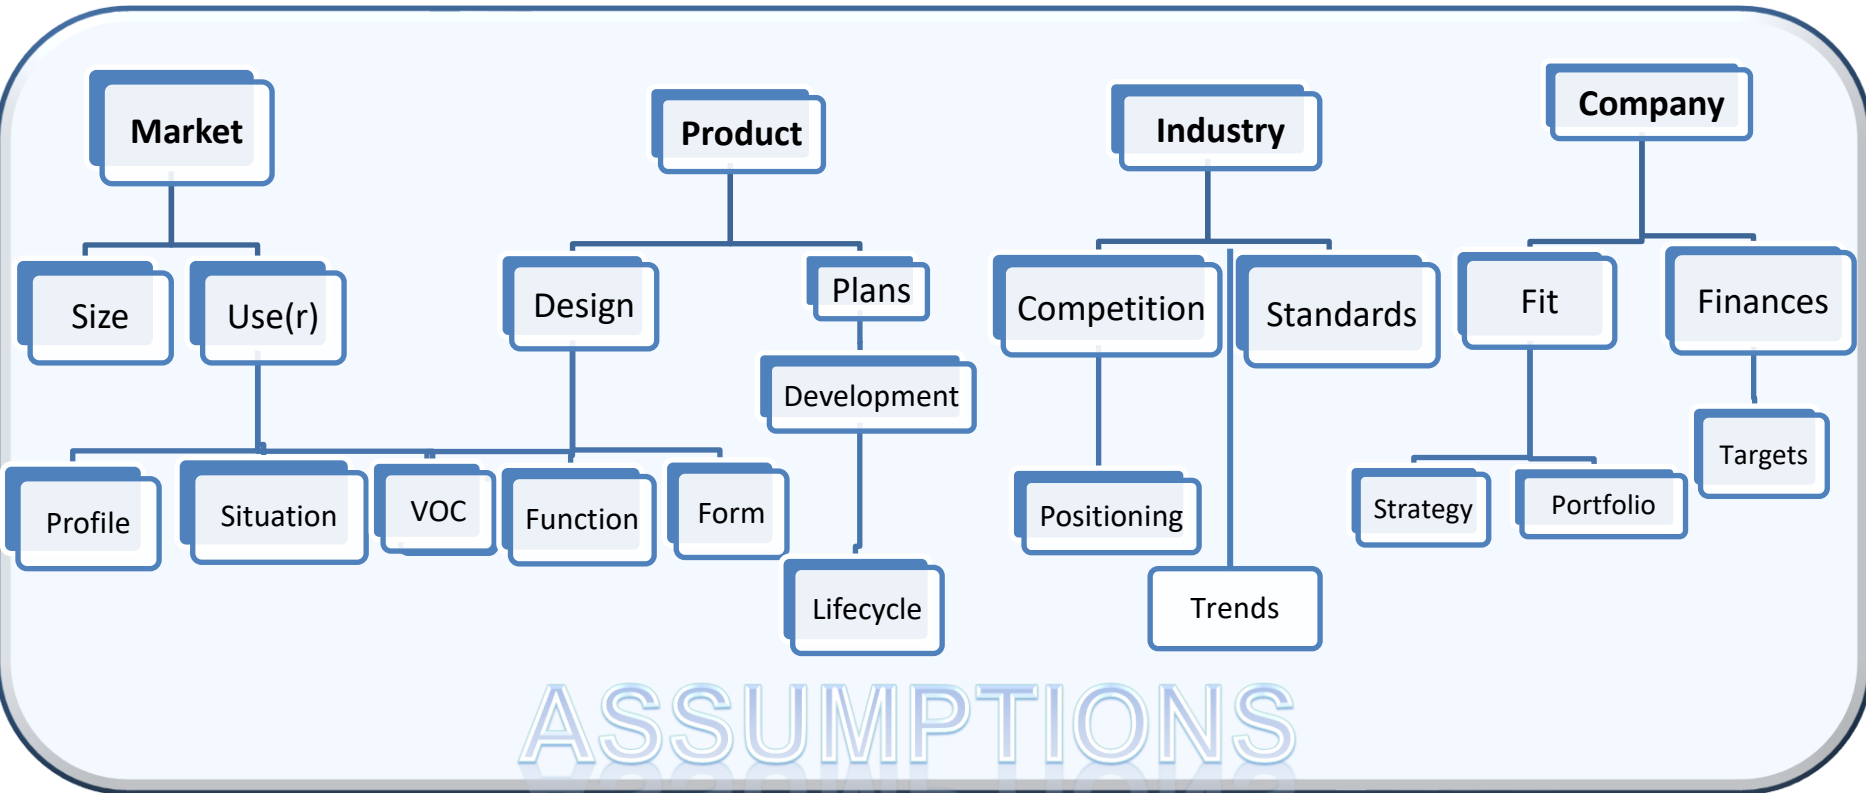 Market
Product
Industry
Company
Size
Use(r)
Design
Plans
Competition
Standards
Fit
Finances
Development
Targets
Profile
Situation
VOC
Function
Form
Positioning
Strategy
Portfolio
Lifecycle
Trends
ASSUMPTIONS